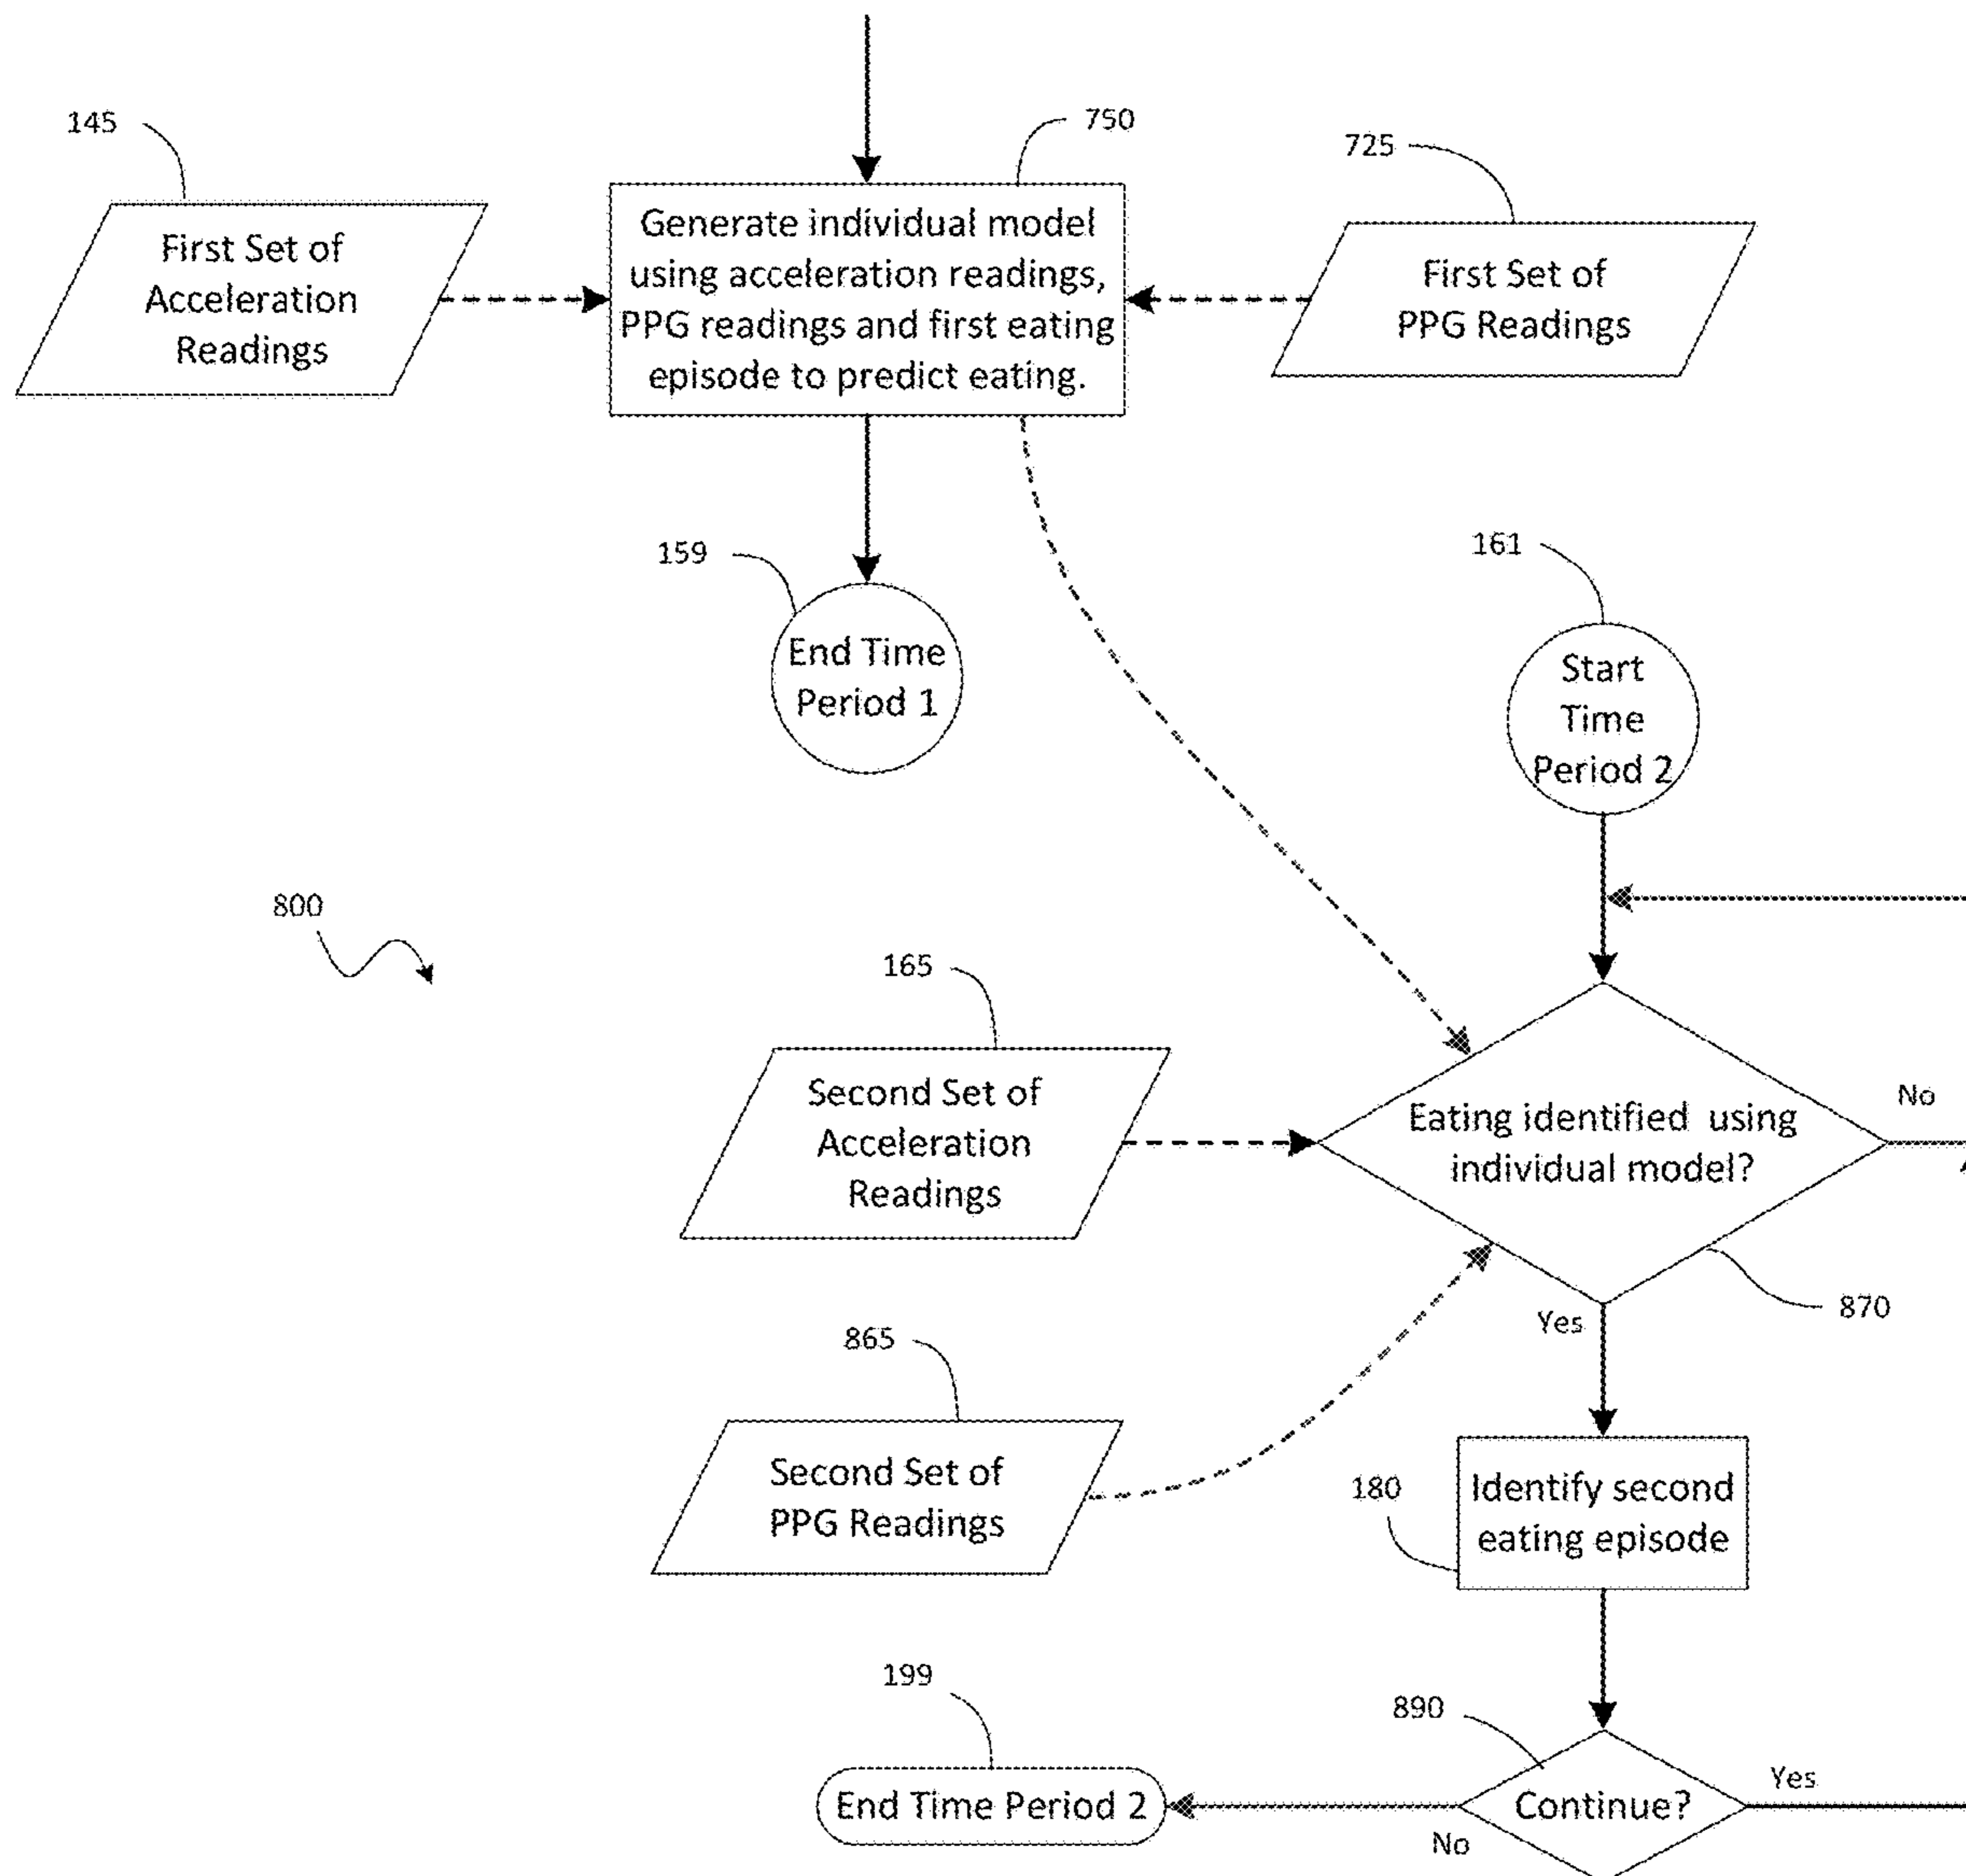 145
750
725
First Set of
Acceleration
Readings
Generate individual model
using acceleration readings,
PPG readings and first eating
episode to predict eating.
First Set of
PPG Readings
159
161
End Time
Period 1
Start
Time
Period 2
800
165
Second Set of
Acceleration
Readings
Eating identified using
individual model?
No
870
Yes
865
Second Set of
PPG Readings
180
Identify second
eating episode
199
890
End Time Period 2
Continue?
Yes
No